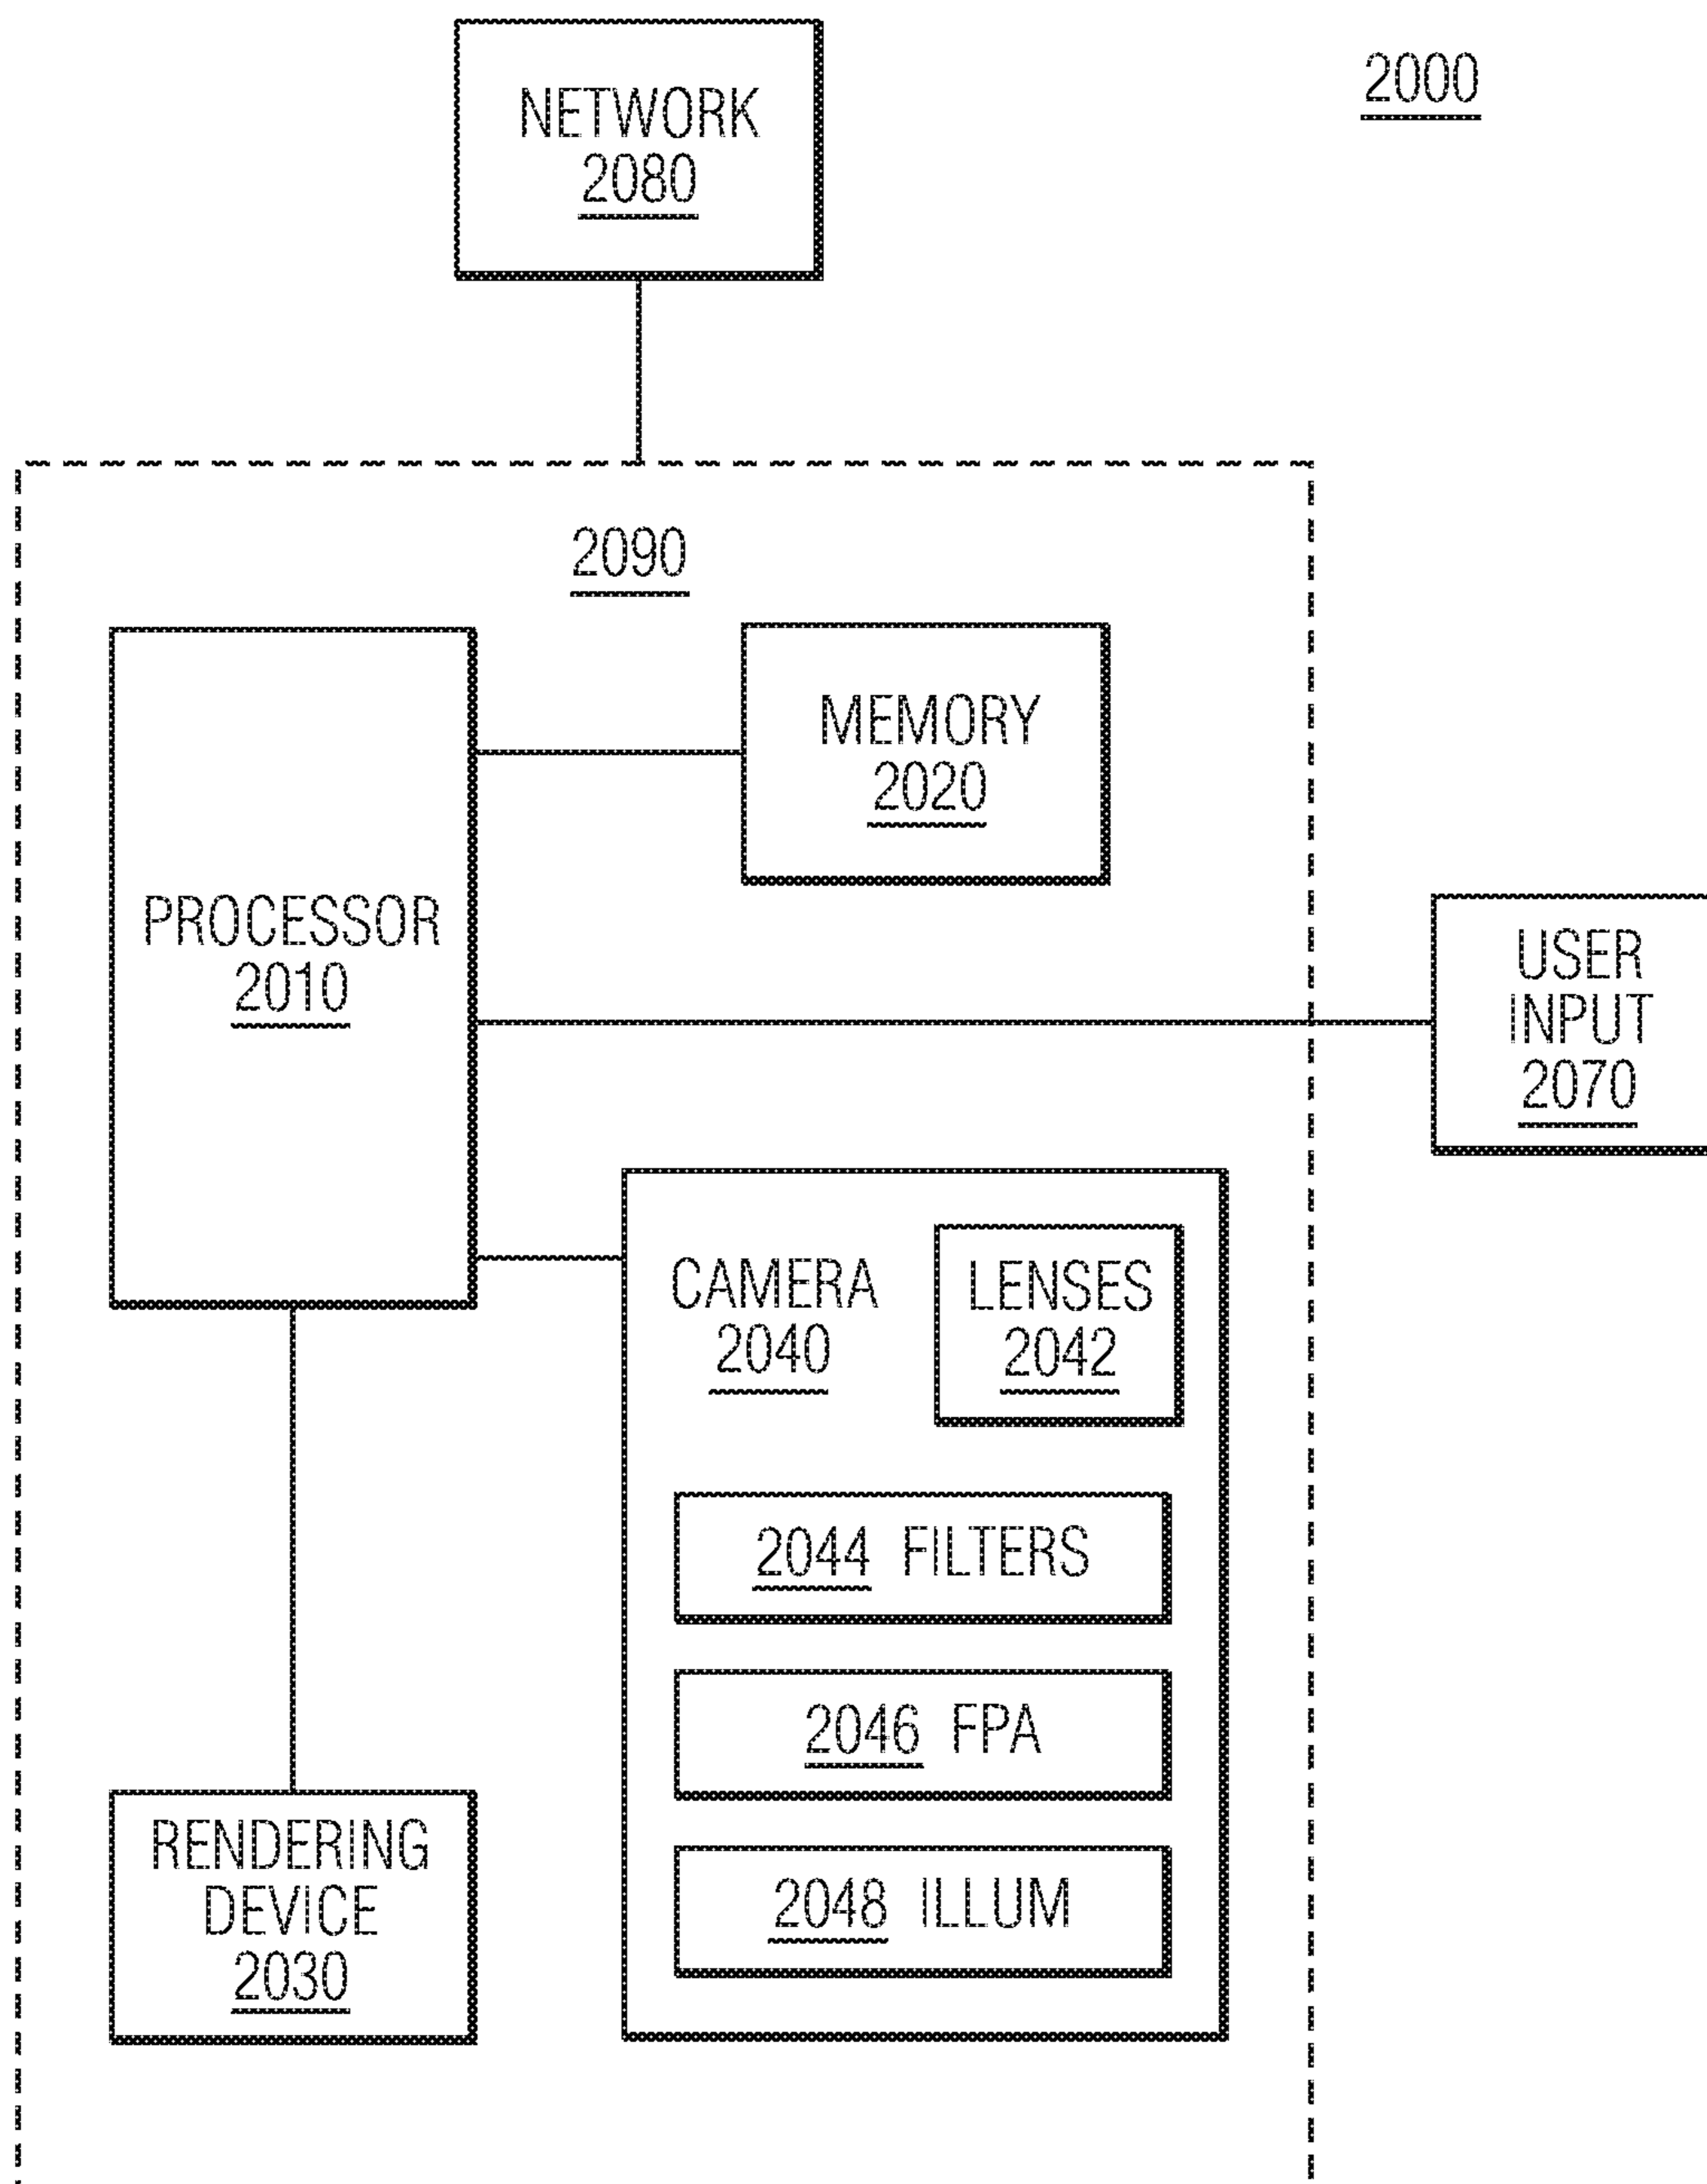 NETWORK
2080
2000
2090
PROCESSOR
2010
MEMORY
2020
USER
INPUT
2070
CAMERA
2040
LENSES
2042
2044 FILTERS
2046 FPA
2048 ILLUM
RENDERING
DEVICE
2030